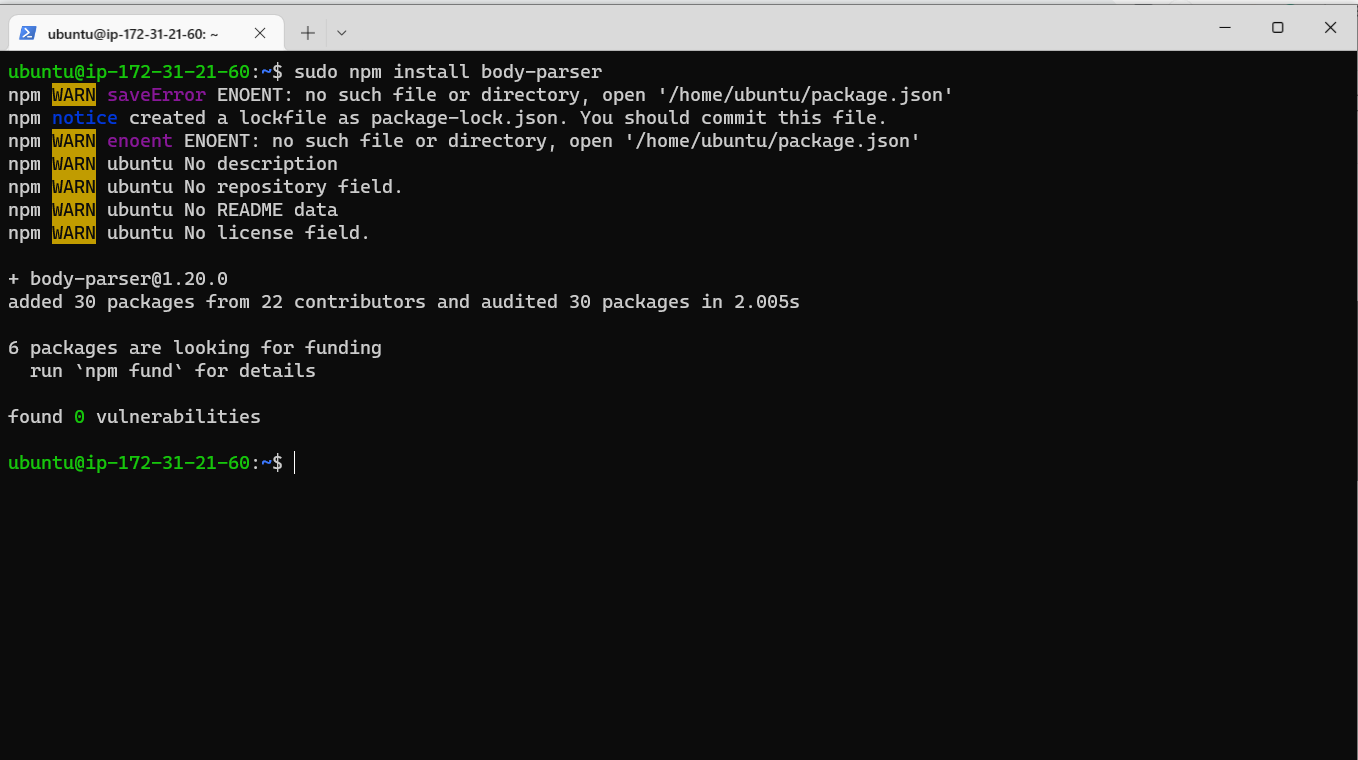 ubuntu@ip-172-31-21-60: ~
ubuntu@ip-172-31-21-60:~$ sudo npm install body-parser
npm WARN saveError ENOENT: no such file or directory, open '/home/ubuntu/package.json'
npm notice created a lockfile as package-lock.json. You should commit this file.
npm WARN enoent ENOENT: no such file or directory, open '/home/ubuntu/package.json'
npm WARN ubuntu No description
npm WARN ubuntu No repository field.
npm WARN ubuntu No README data
npm WARN ubuntu No license field.
+ body-parser@1.20.0
added 30 packages from 22 contributors and audited 30 packages in 2.005s
6 packages are looking for funding
run `npm fund` for details
found 0 vulnerabilities
ubuntu@ip-172-31-21-60:~$